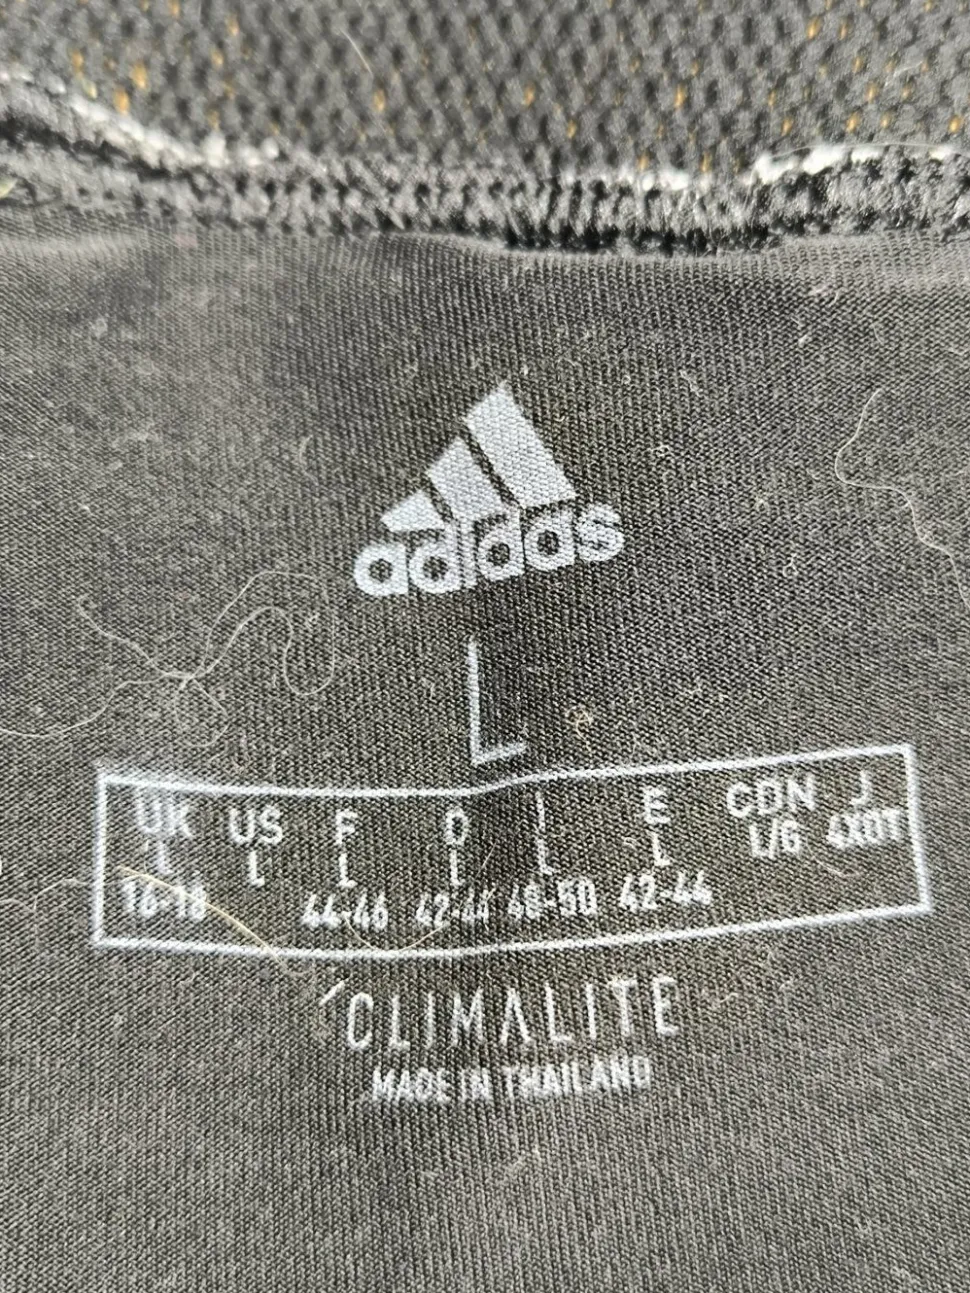 adidas
L
UK US F D I E CDN J
L L L L L L L/G 4XOT
16-18 44-46 42-44 48-50 42-44
CLIMALITE
MADE IN THAILAND